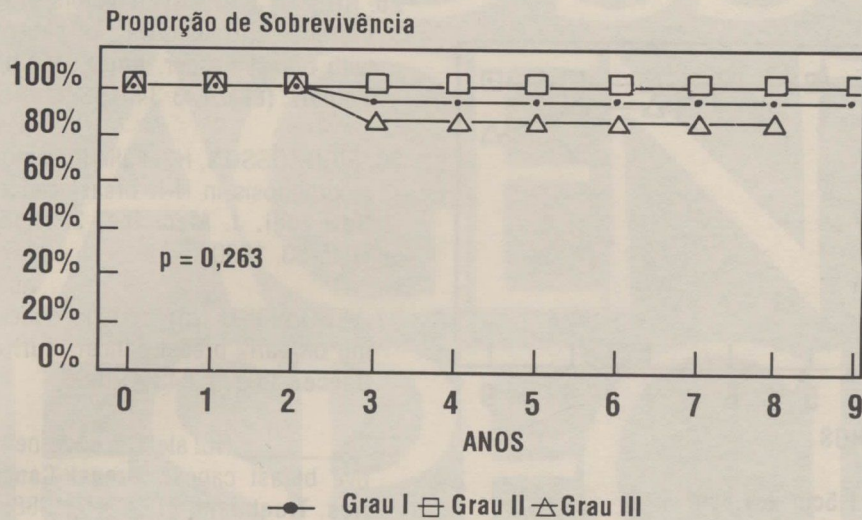 Proporção de Sobrevivência
100%
80%
60%
40%
20%
20%
0%
p = 0,263
0 1 2 3 4 5 6 7 8 9
ANOS
Grau I Grau II Grau III